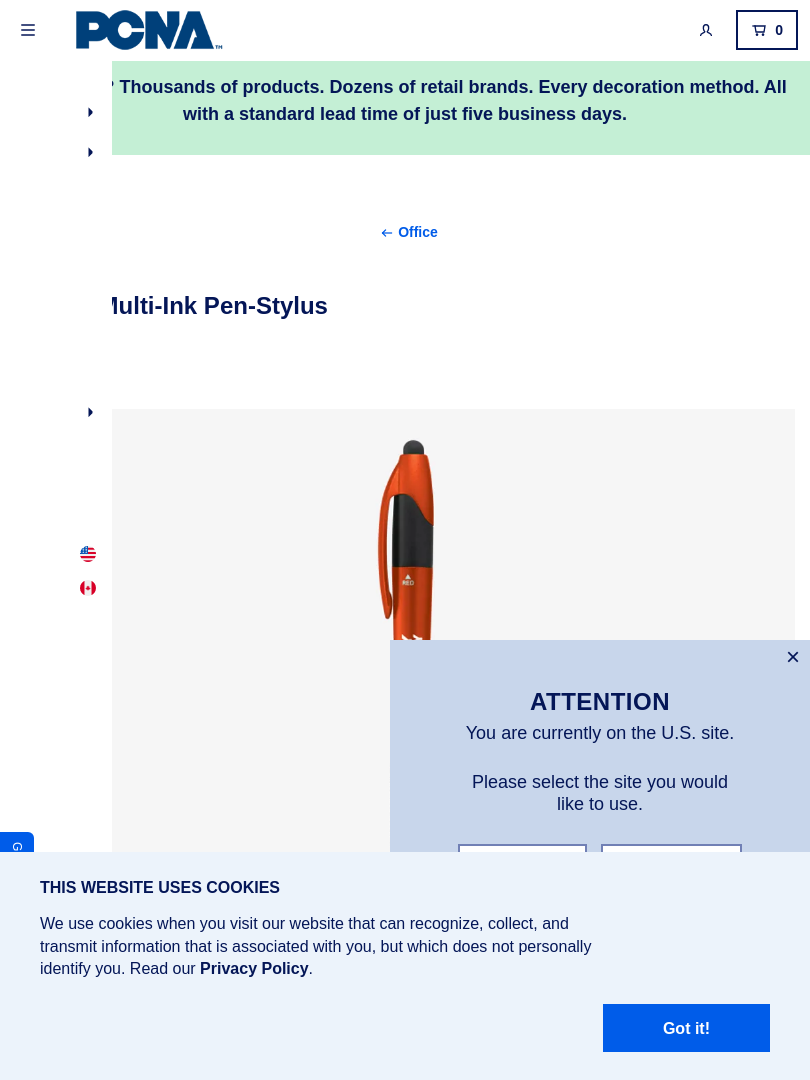 PCNA™
0
? Thousands of products. Dozens of retail brands. Every decoration method. All
with a standard lead time of just five business days.
Office
Multi-Ink Pen-Stylus
RED
ATTENTION
You are currently on the U.S. site.
Please select the site you would
like to use.
G
THIS WEBSITE USES COOKIES
We use cookies when you visit our website that can recognize, collect, and
transmit information that is associated with you, but which does not personally
identify you. Read our Privacy Policy.
Got it!